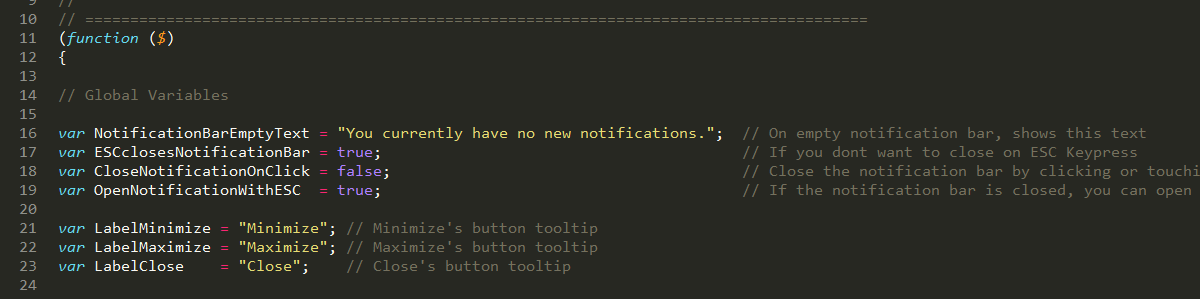 9 //
10 // =======================================================================================
11 (function ($)
12 {
13
14 // Global Variables
15
16 var NotificationBarEmptyText = "You currently have no new notifications."; // On empty notification bar, shows this text
17 var ESCclosesNotificationBar = true; // If you dont want to close on ESC Keypress
18 var CloseNotificationOnClick = false; // Close the notification bar by clicking or touchi
19 var OpenNotificationWithESC = true; // If the notification bar is closed, you can open
20
21 var LabelMinimize = "Minimize"; // Minimize's button tooltip
22 var LabelMaximize = "Maximize"; // Maximize's button tooltip
23 var LabelClose = "Close"; // Close's button tooltip
24